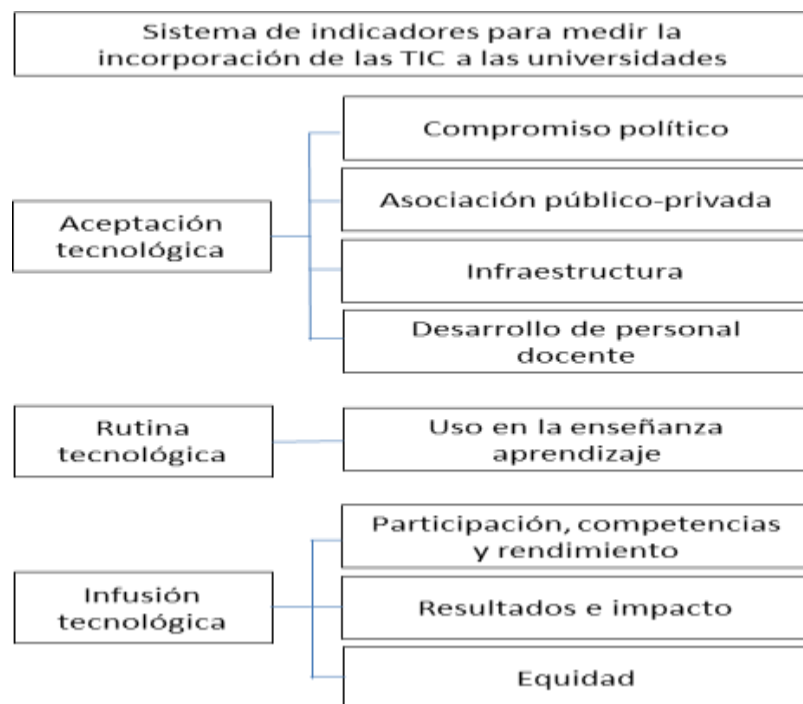 Sistema de indicadores para medir la
incorporación de las TIC a las universidades
Aceptación
tecnológica
Compromiso político
Asociación público-privada
Infraestructura
Desarrollo de personal
docente
Rutina
tecnológica
Uso en la enseñanza
aprendizaje
Infusión
tecnológica
Participación, competencias
y rendimiento
Resultados e impacto
Equidad